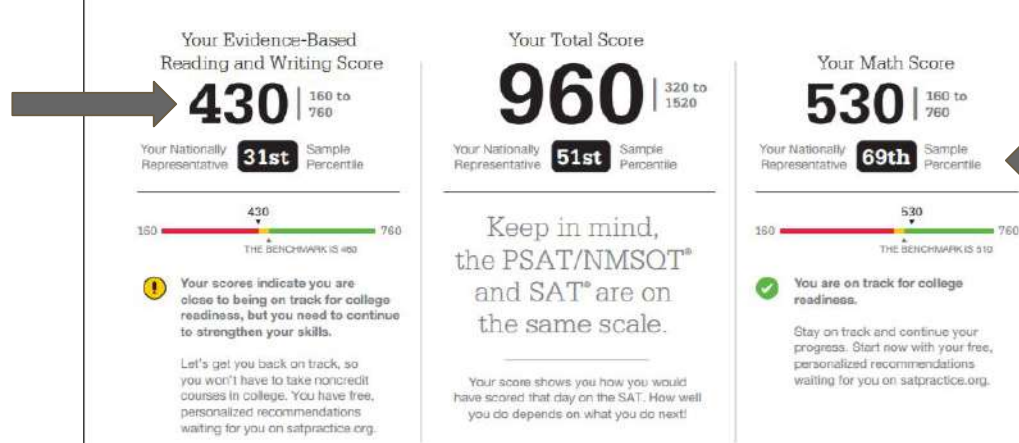 Your Evidence-Based
Reading and Writing Score
430 | 160 to
760
Your Nationally
Representative
31st
Sample
Percentile
430
160
760
THE BENCHMARK IS 460
Your scores indicate you are
close to being on track for college
readiness, but you need to continue
to strengthen your skills.
Let's get you back on track, so
you won't have to take noncredit
courses in college. You have free,
personalized recommendations
waiting for you on satpractice.org.
Your Total Score
960 | 320 to
1520
Your Nationally
Representative
51st
Sample
Percentile
Keep in mind,
the PSAT/NMSQT®
and SAT® are on
the same scale.
Your score shows you how you would
have scored that day on the SAT. How well
you do depends on what you do next!
Your Math Score
530 | 160 to
760
Your Nationally
Representative
69th
Sample
Percentile
530
160
760
THE BENCHMARK IS 510
You are on track for college
readiness.
Stay on track and continue your
progress. Start now with your free,
personalized recommendations
waiting for you on satpractice.org.